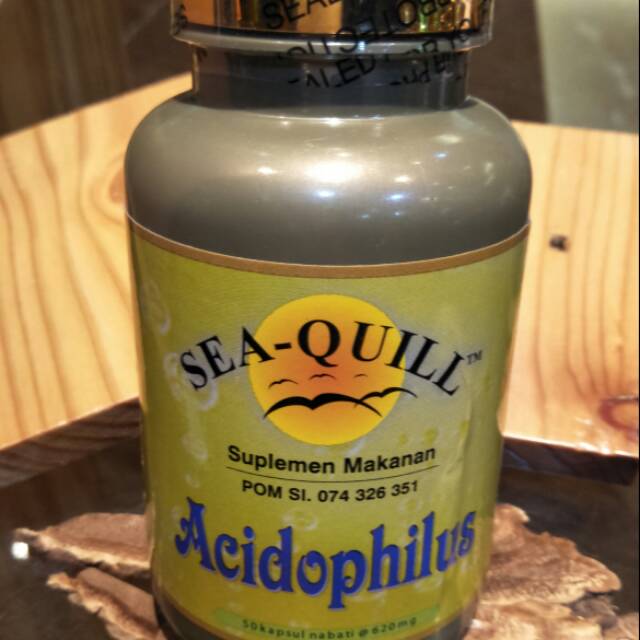 SEA-QUILL™
Suplemen Makanan
POM SI. 074 326 351
Acidophilus
50 kapsul nabati @ 620mg